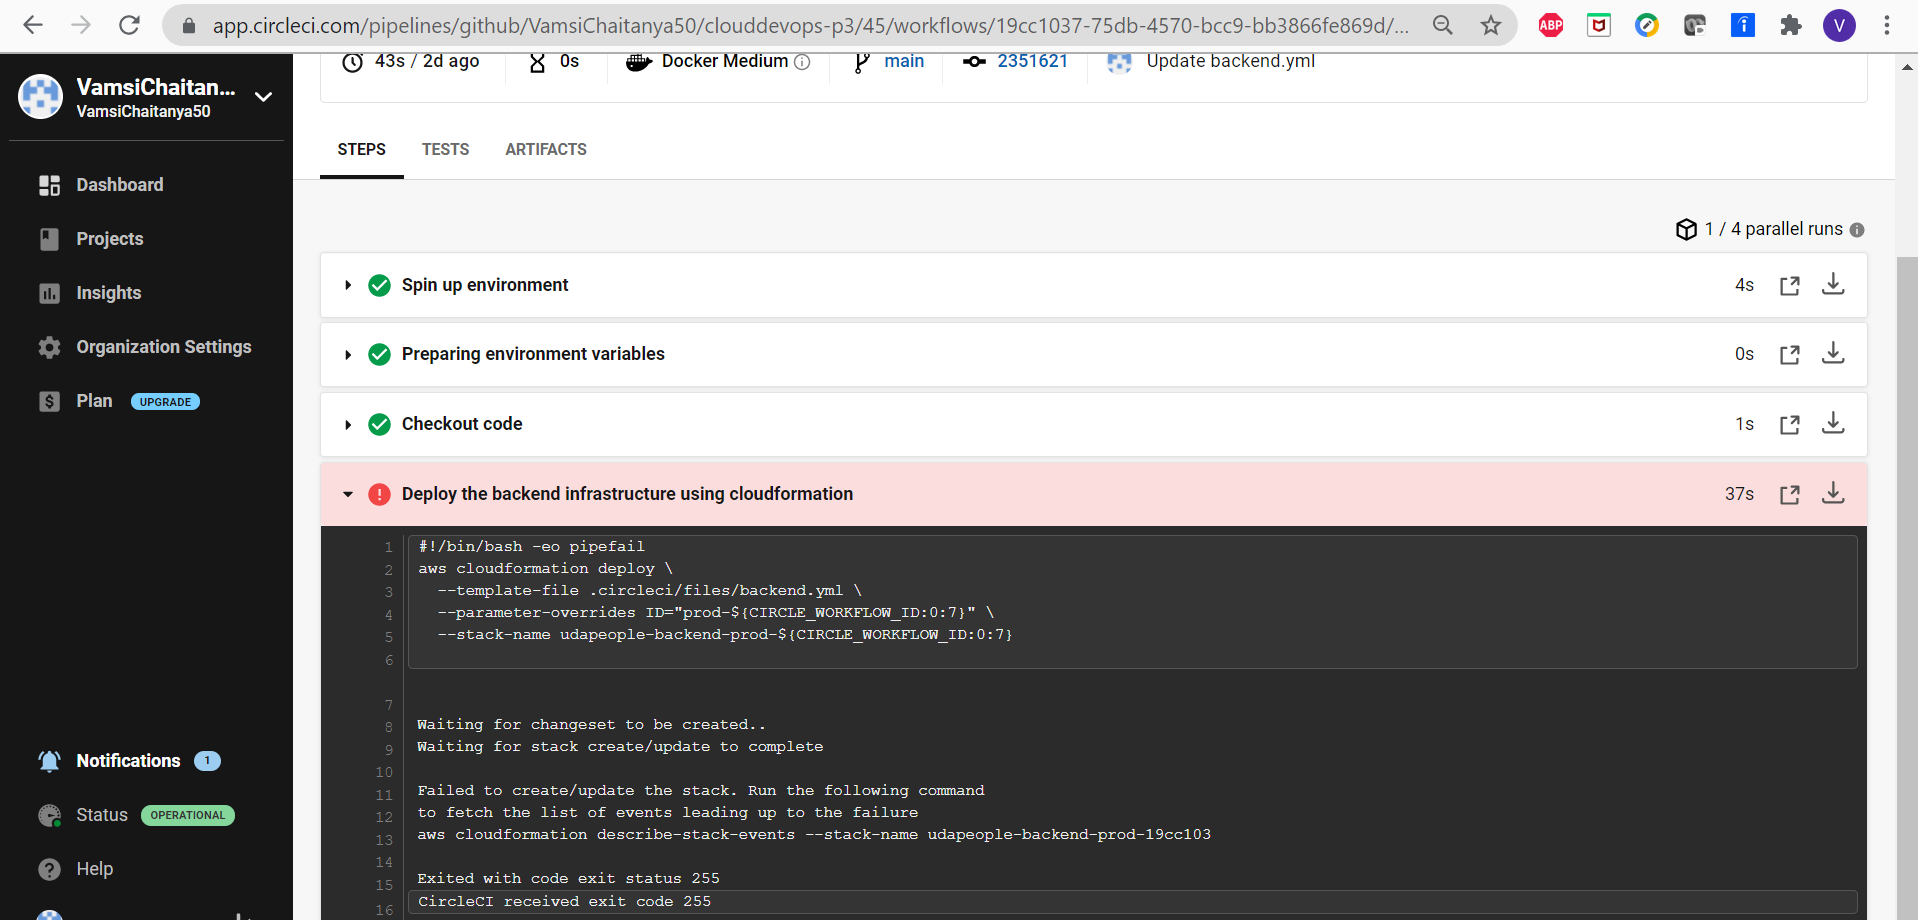 app.circleci.com/pipelines/github/VamsiChaitanya50/clouddevops-p3/45/workflows/19cc1037-75db-4570-bcc9-bb3866fe869d/...
ABP
V
VamsiChaitan...
VamsiChaitanya50
43s / 2d ago
0s
Docker Medium
main
2351621
Update backend.yml
Dashboard
Projects
Insights
Organization Settings
Plan UPGRADE
Notifications 1
Status OPERATIONAL
Help
STEPS TESTS ARTIFACTS
1 / 4 parallel runs
Spin up environment 4s
Preparing environment variables 0s
Checkout code 1s
Deploy the backend infrastructure using cloudformation 37s
1 #!/bin/bash -eo pipefail
2 aws cloudformation deploy \
3 --template-file .circleci/files/backend.yml \
4 --parameter-overrides ID="prod-${CIRCLE_WORKFLOW_ID:0:7}" \
5 --stack-name udapeople-backend-prod-${CIRCLE_WORKFLOW_ID:0:7}
6
7
8 Waiting for changeset to be created..
9 Waiting for stack create/update to complete
10
11 Failed to create/update the stack. Run the following command
12 to fetch the list of events leading up to the failure
13 aws cloudformation describe-stack-events --stack-name udapeople-backend-prod-19cc103
14
15 Exited with code exit status 255
16 CircleCI received exit code 255